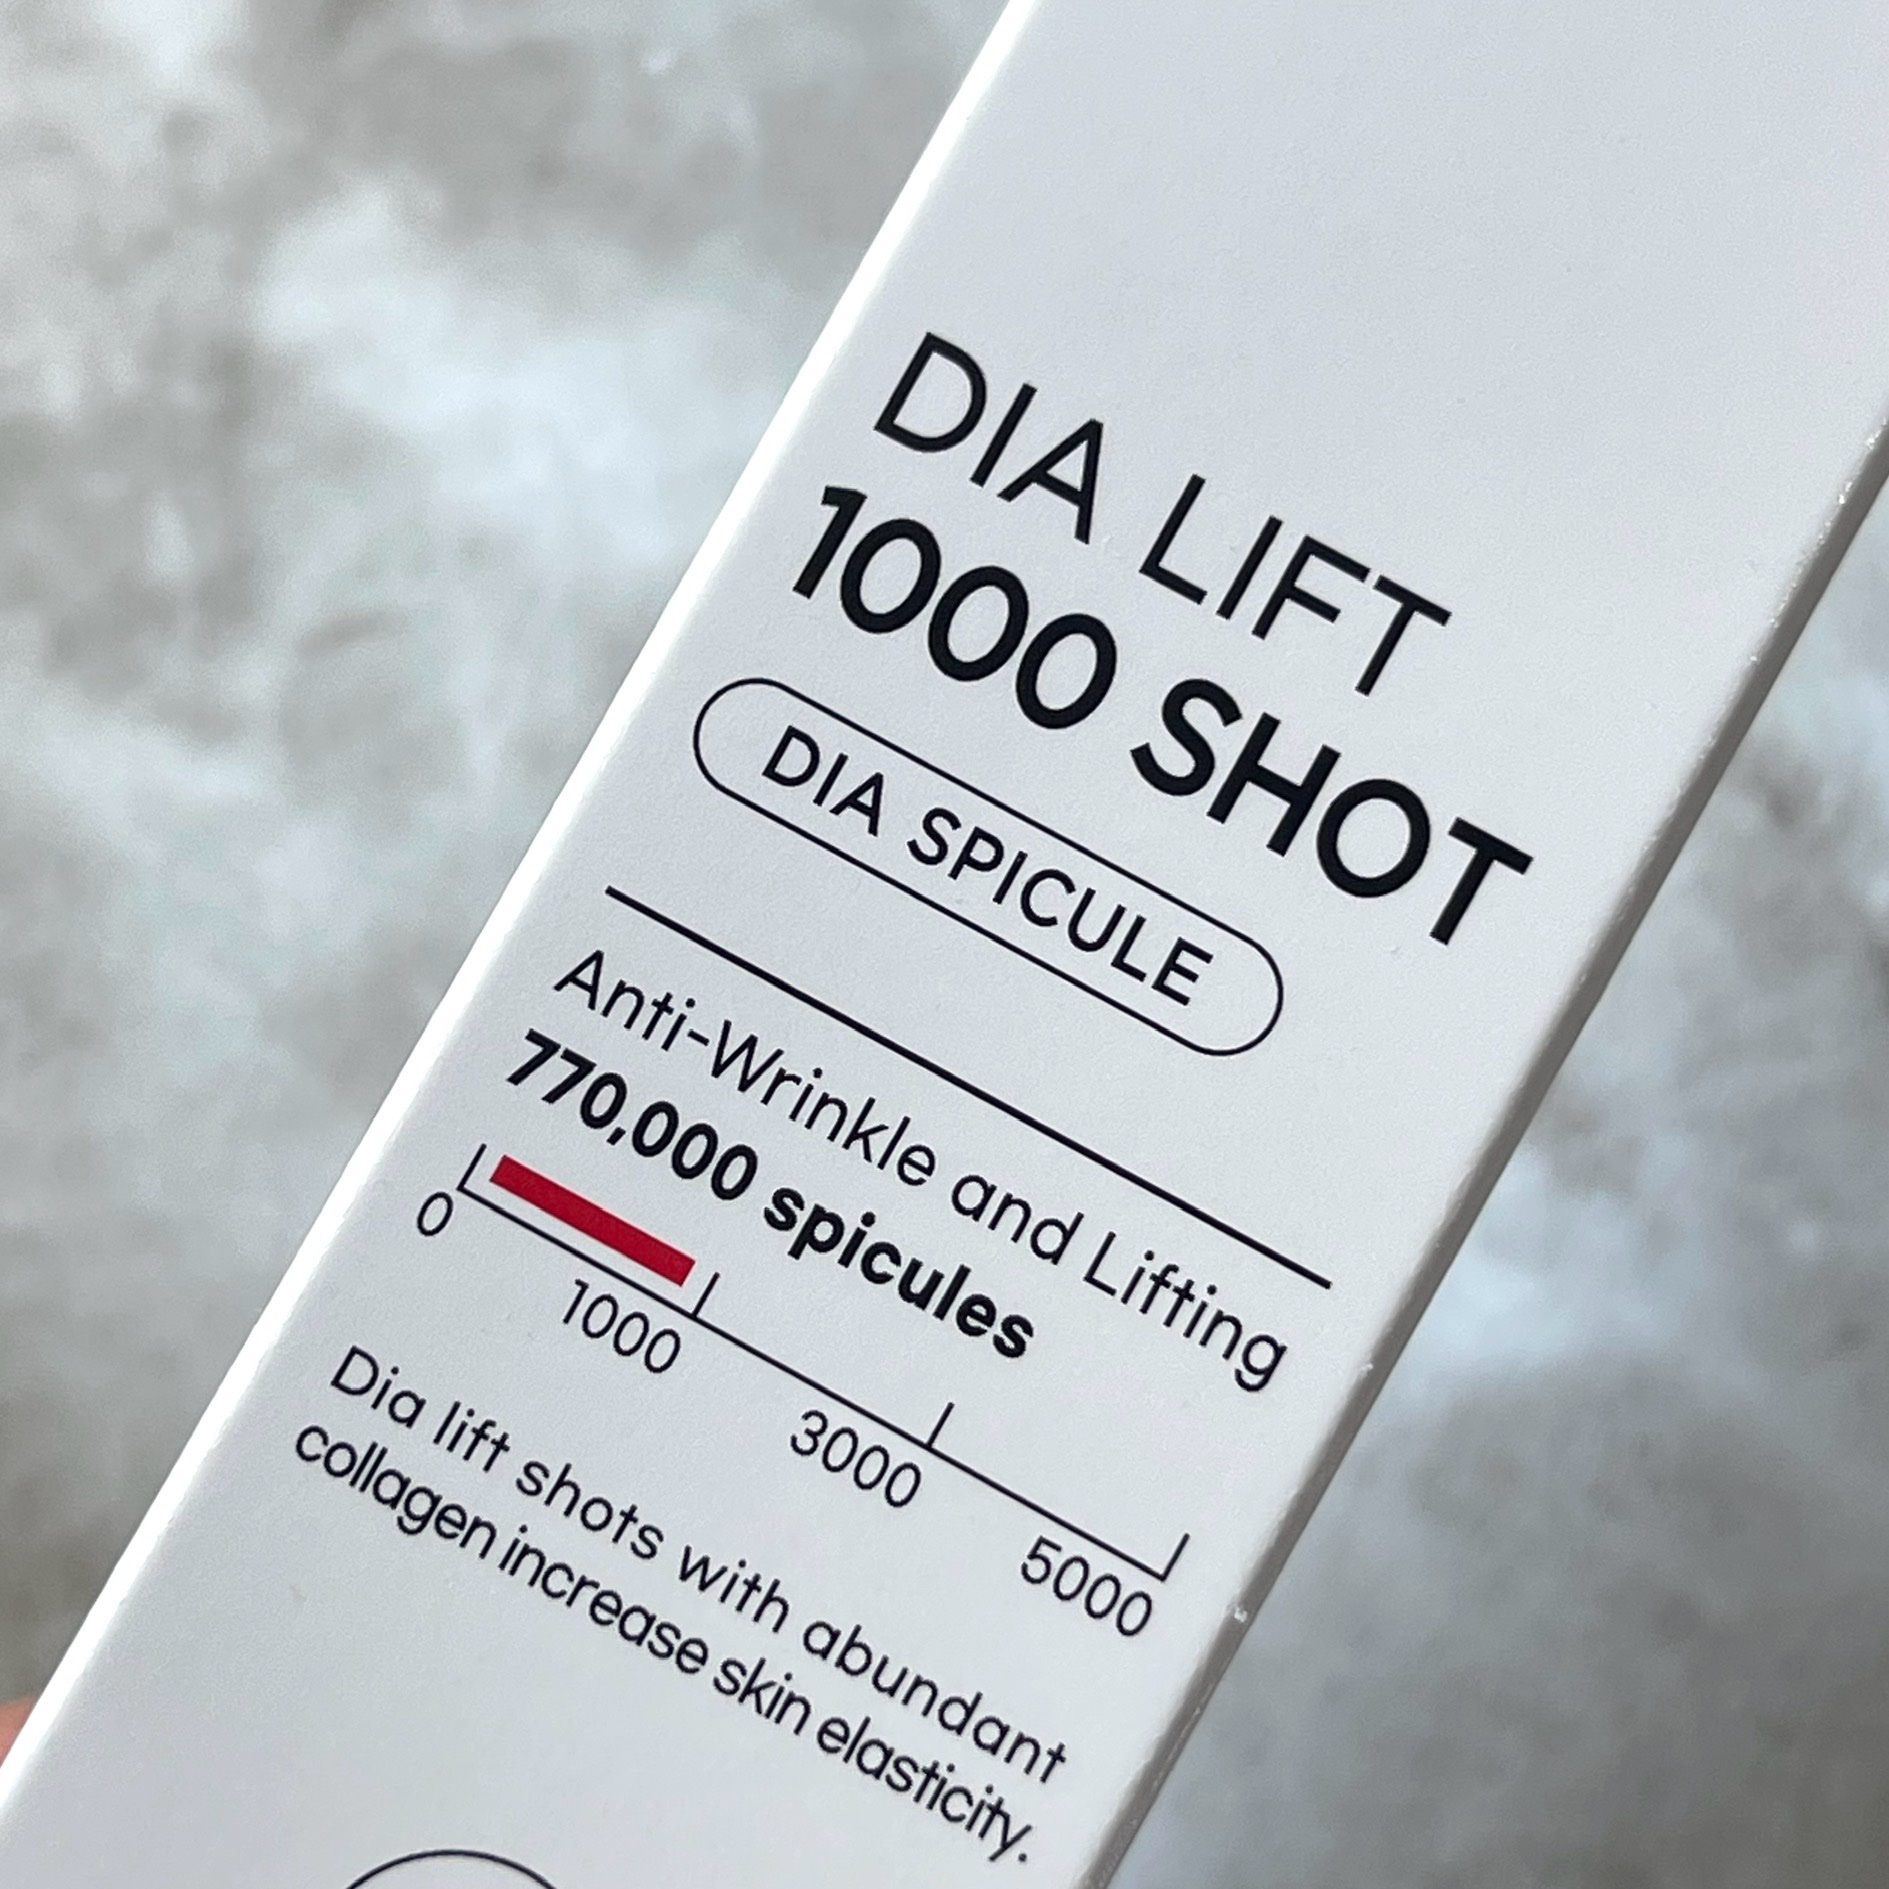 DIA LIFT
1000 SHOT
DIA SPICULE
Anti-Wrinkle and Lifting
770,000 spicules
0 1000 3000 5000
Dia lift shots with abundant
collagen increase skin elasticity.